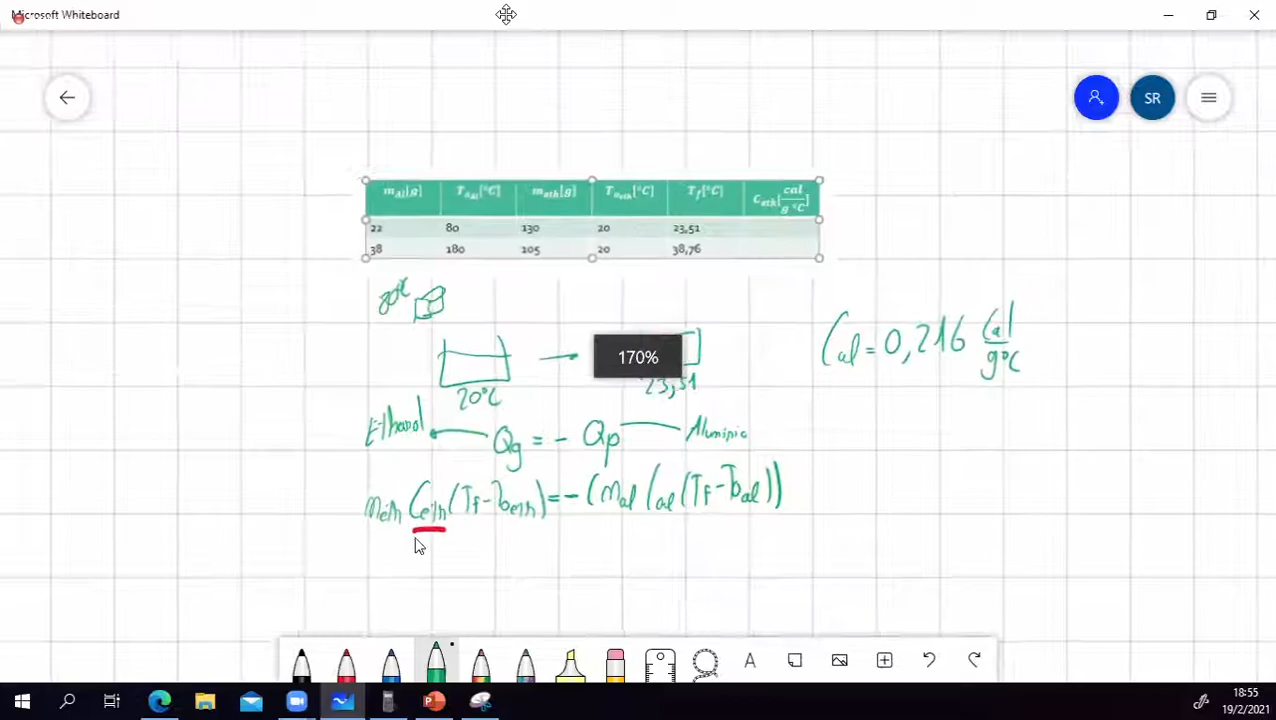 Microsoft Whiteboard
SR
m_Al[g] T_oAl[°C] m_eth[g] T_oeth[°C] T_f[°C] C_eth[cal/g °C]
22 80 130 20 23,51
38 180 105 20 38,76
80°C
170%
20°C
23,51
Cal = 0,216 Cal/g°C
Ethanol Qg = - Qp Aluminio
Meth Ceth (Tf - Toeth) = - (Mal Cal (Tf - Toal))
A
18:55
19/2/2021